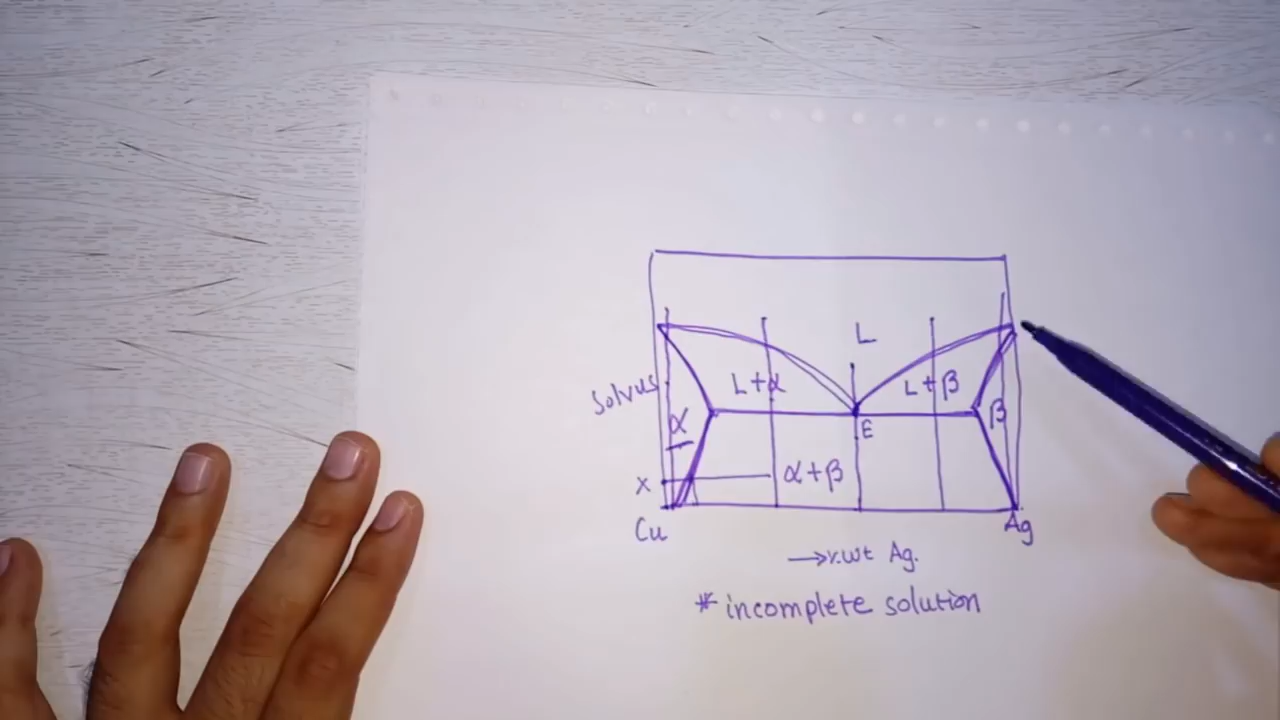 L
L+α
L+β
Solvus
α
β
E
α+β
x
Cu
Ag
→%wt Ag.
* incomplete solution